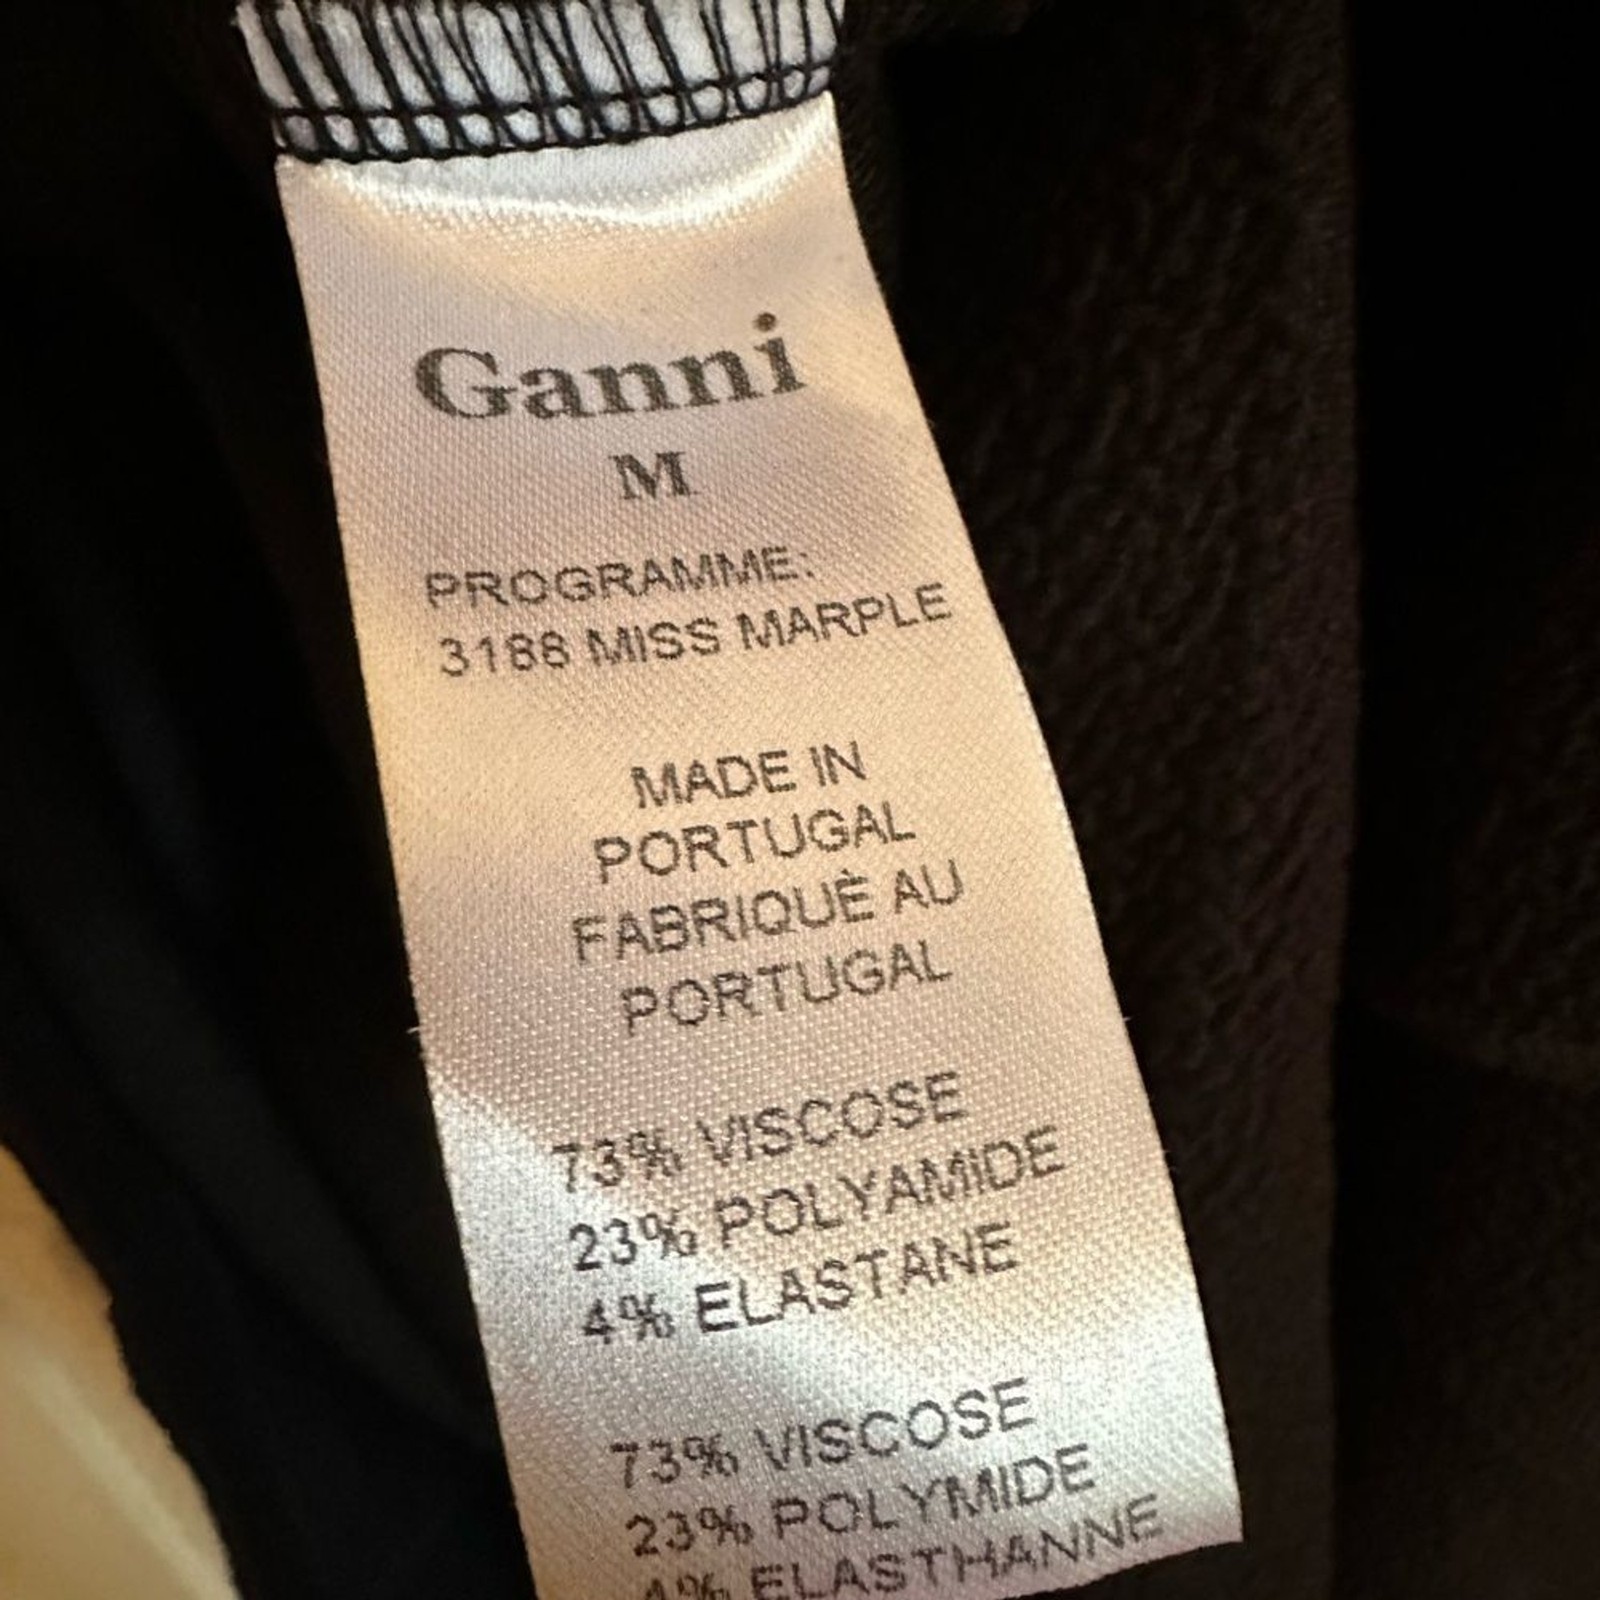 Ganni
M
PROGRAMME:
3188 MISS MARPLE
MADE IN
PORTUGAL
FABRIQUÈ AU
PORTUGAL
73% VISCOSE
23% POLYAMIDE
4% ELASTANE
73% VISCOSE
23% POLYMIDE
4% ELASTHANNE